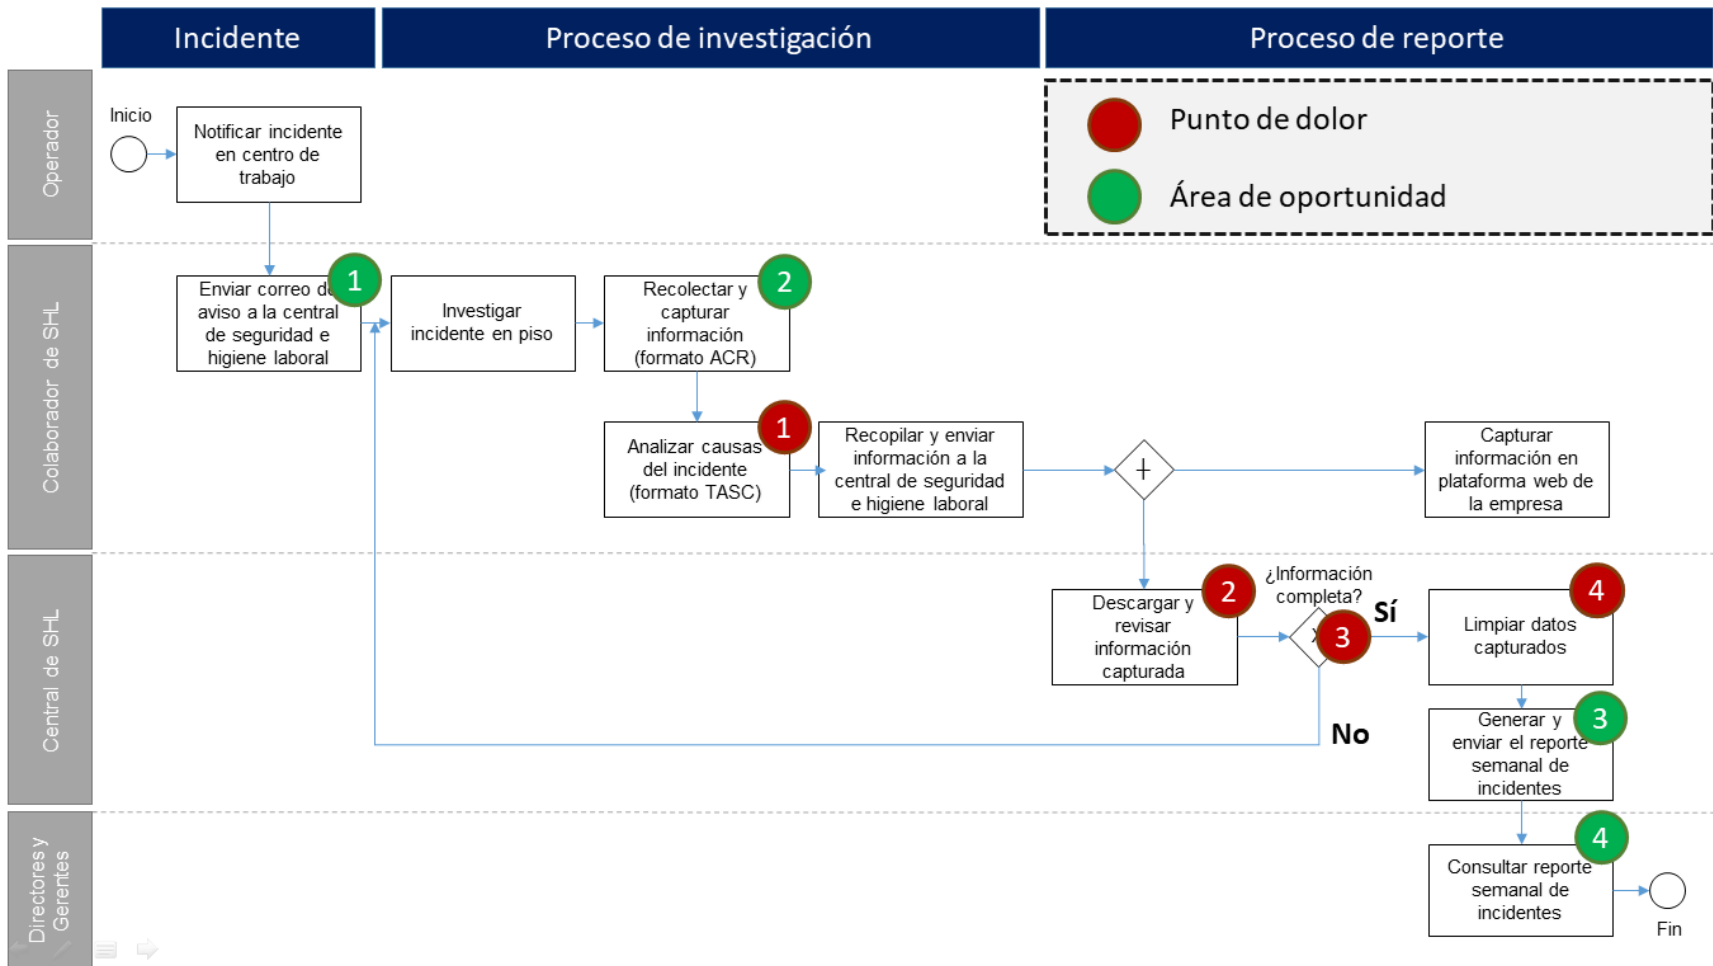 Incidente
Proceso de investigación
Proceso de reporte
Operador
Inicio
Notificar incidente
en centro de
trabajo
Punto de dolor
Área de oportunidad
Colaborador de SHL
1
Enviar correo de
aviso a la central
de seguridad e
higiene laboral
Investigar
incidente en piso
2
Recolectar y
capturar
información
(formato ACR)
1
Analizar causas
del incidente
(formato TASC)
Recopilar y enviar
información a la
central de seguridad
e higiene laboral
Capturar
información en
plataforma web de
la empresa
Central de SHL
2
Descargar y
revisar
información
capturada
¿Información
completa?
3
Sí
No
4
Limpiar datos
capturados
3
Generar y
enviar el reporte
semanal de
incidentes
Directores y
Gerentes
4
Consultar reporte
semanal de
incidentes
Fin